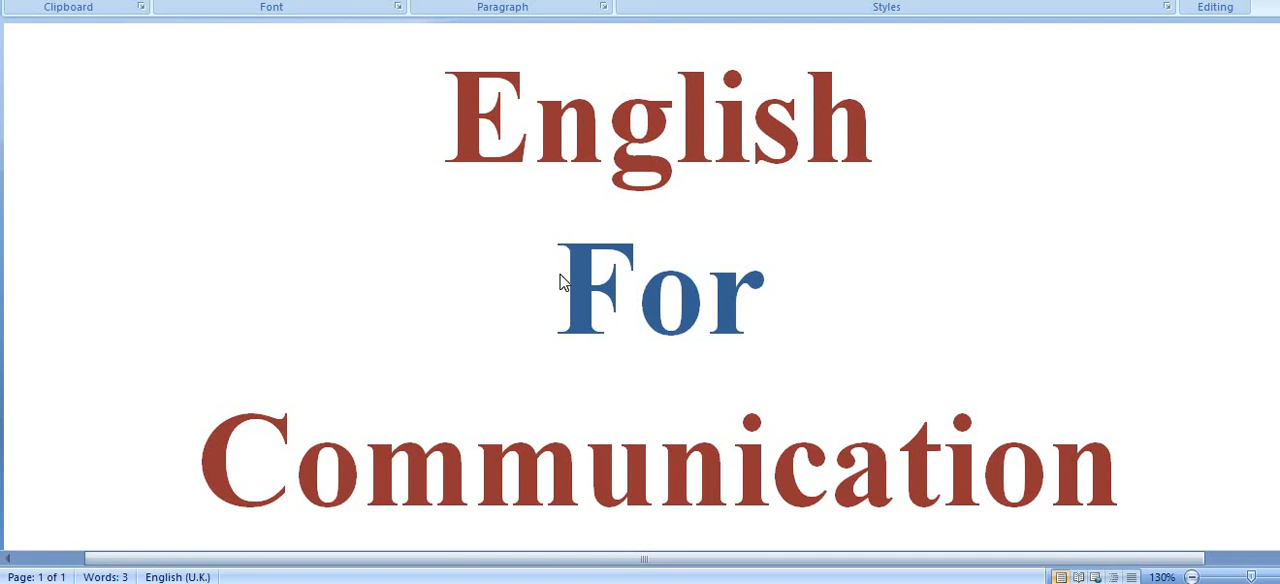 Clipboard Font Paragraph Styles Editing
English
For
Communication
Page: 1 of 1 Words: 3 English (U.K.) 130%